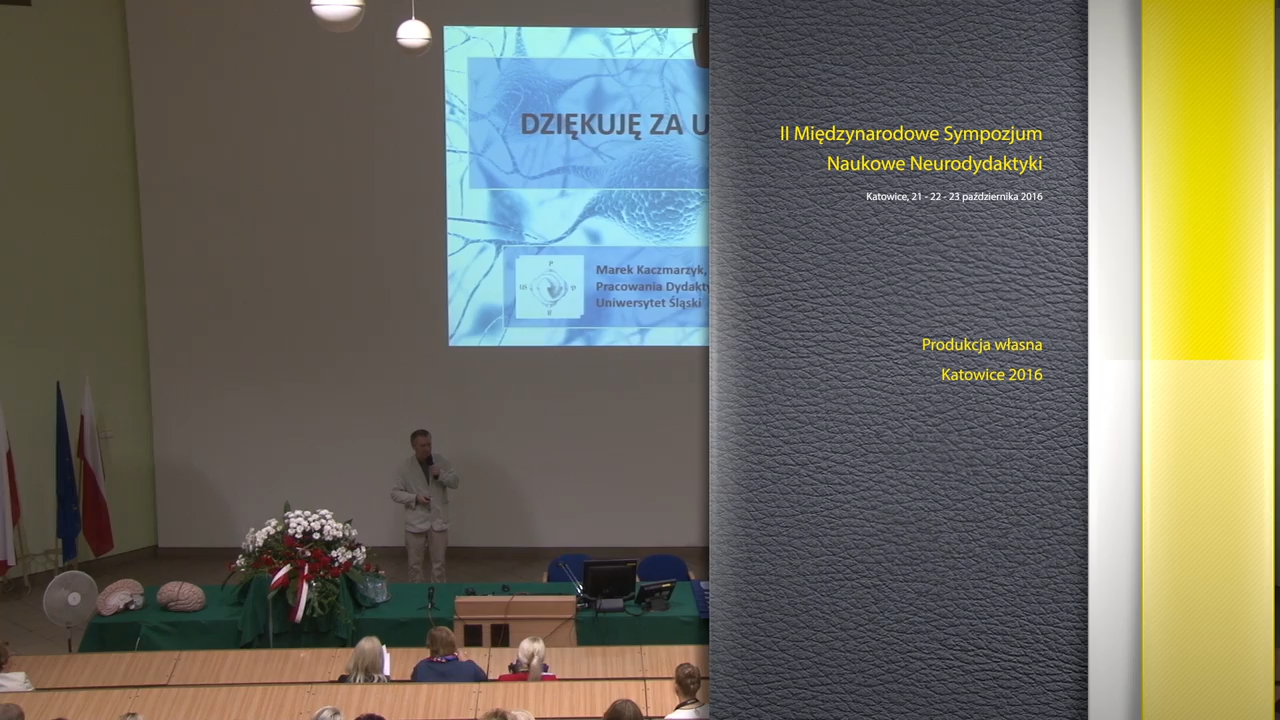 DZIĘKUJĘ ZA U
Marek Kaczmarzyk,
Pracowania Dydakty
Uniwersytet Śląski
II Międzynarodowe Sympozjum
Naukowe Neurodydaktyki
Katowice, 21 - 22 - 23 października 2016
Produkcja własna
Katowice 2016